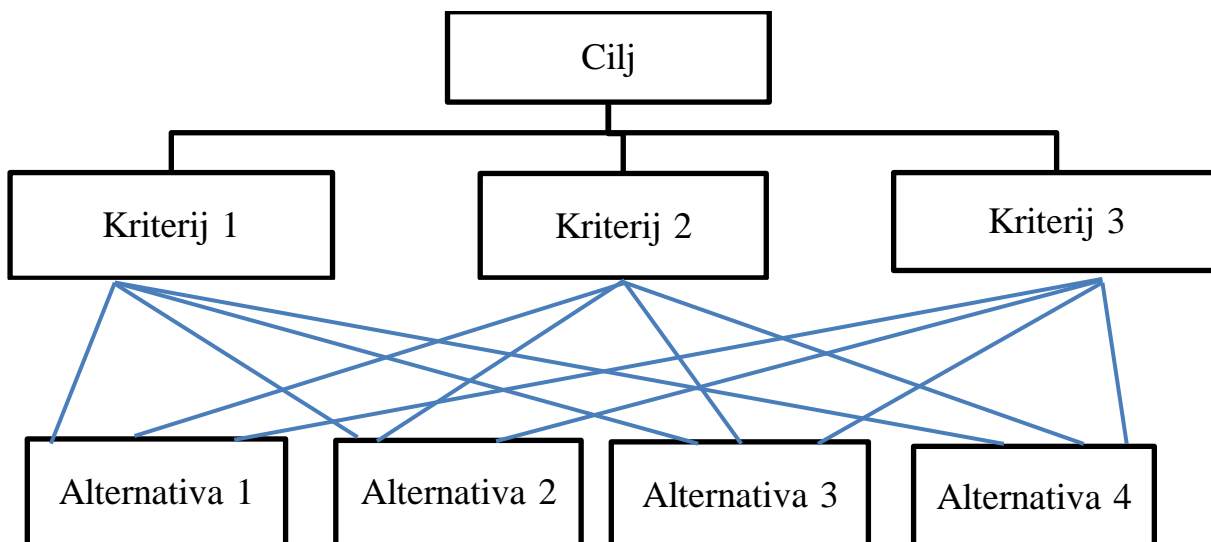 Cilj
Kriterij 1
Kriterij 2
Kriterij 3
Alternativa 1
Alternativa 2
Alternativa 3
Alternativa 4